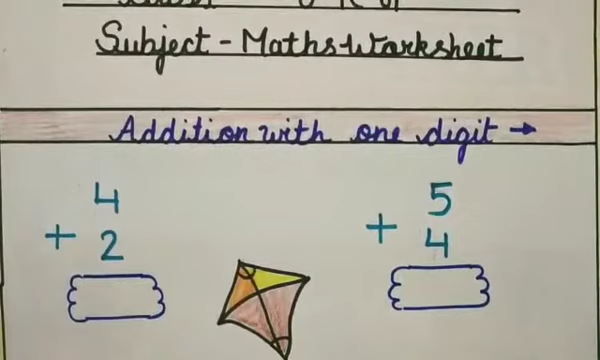 Subject - Maths Worksheet
Addition with one digit →
4
+ 2
5
+ 4